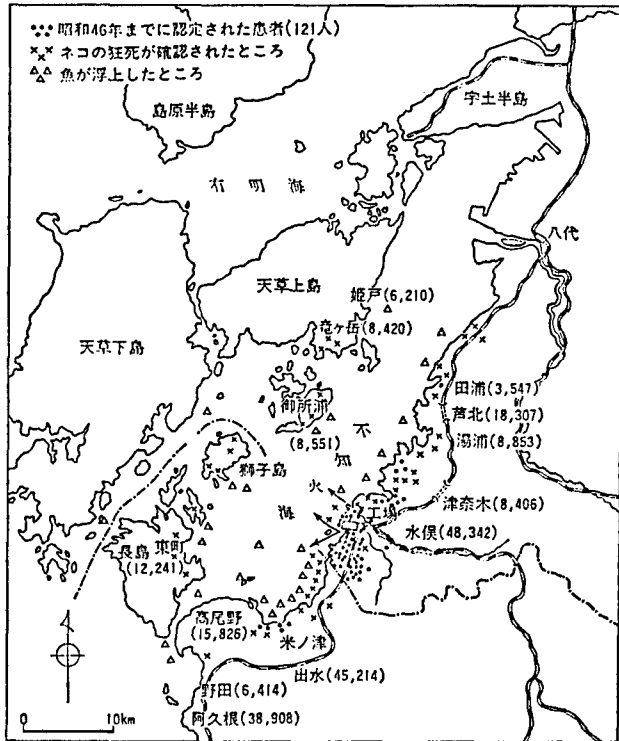 昭和46年までに認定された患者(121人)
ネコの狂死が確認されたところ
魚が浮上したところ
島原半島
宇土半島
有明海
八代
天草上島
姫戸(6,210)
竜ヶ岳(8,420)
天草下島
田浦(3,547)
御所浦
(8,551)
芦北(18,307)
湯浦(8,853)
不知火海
獅子島
津奈木(8,406)
工場
水俣(48,342)
長島
東町
(12,241)
高尾野
(15,826)
米ノ津
出水(45,214)
野田(6,414)
阿久根(38,908)
0 10km